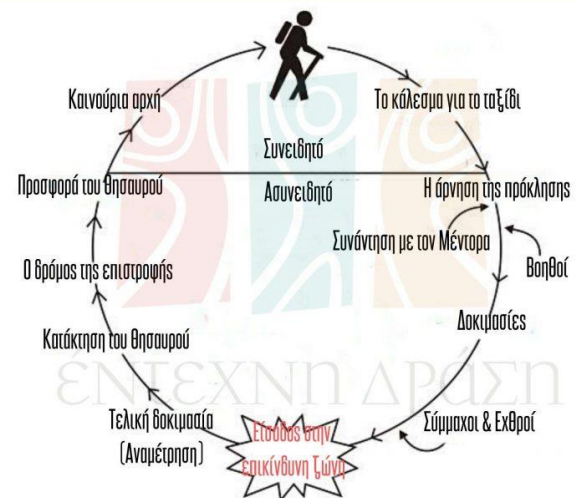 Το κάλεσμα για το ταξίδι
Καινούρια αρχή
Συνειδητό
Ασυνειδητό
Προσφορά του θησαυρού
Η άρνηση της πρόκλησης
Συνάντηση με τον Μέντορα
Βοηθοί
Ο δρόμος της επιστροφής
Δοκιμασίες
Κατάκτηση του θησαυρού
ΕΝΤΕΧΝΗ ΔΡΑΣΗ
Τελική δοκιμασία
(Αναμέτρηση)
Είσοδος στην
επικίνδυνη ζώνη
Σύμμαχοι & Εχθροί